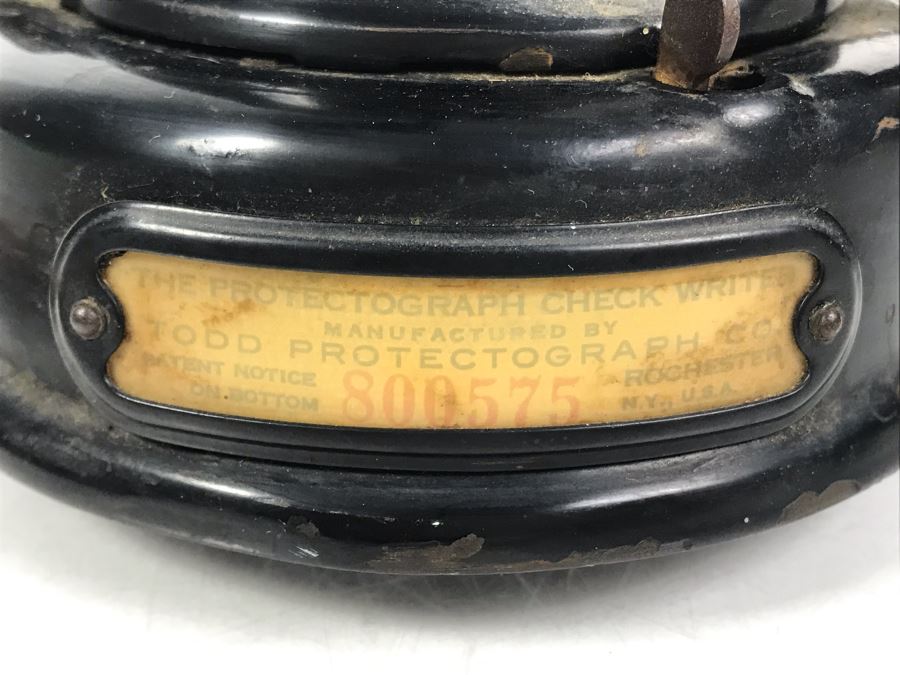 THE PROTECTOGRAPH CHECK WRITER
MANUFACTURED BY
TODD PROTECTOGRAPH CO.
PATENT NOTICE
ON BOTTOM
800575
ROCHESTER
N.Y., U.S.A.